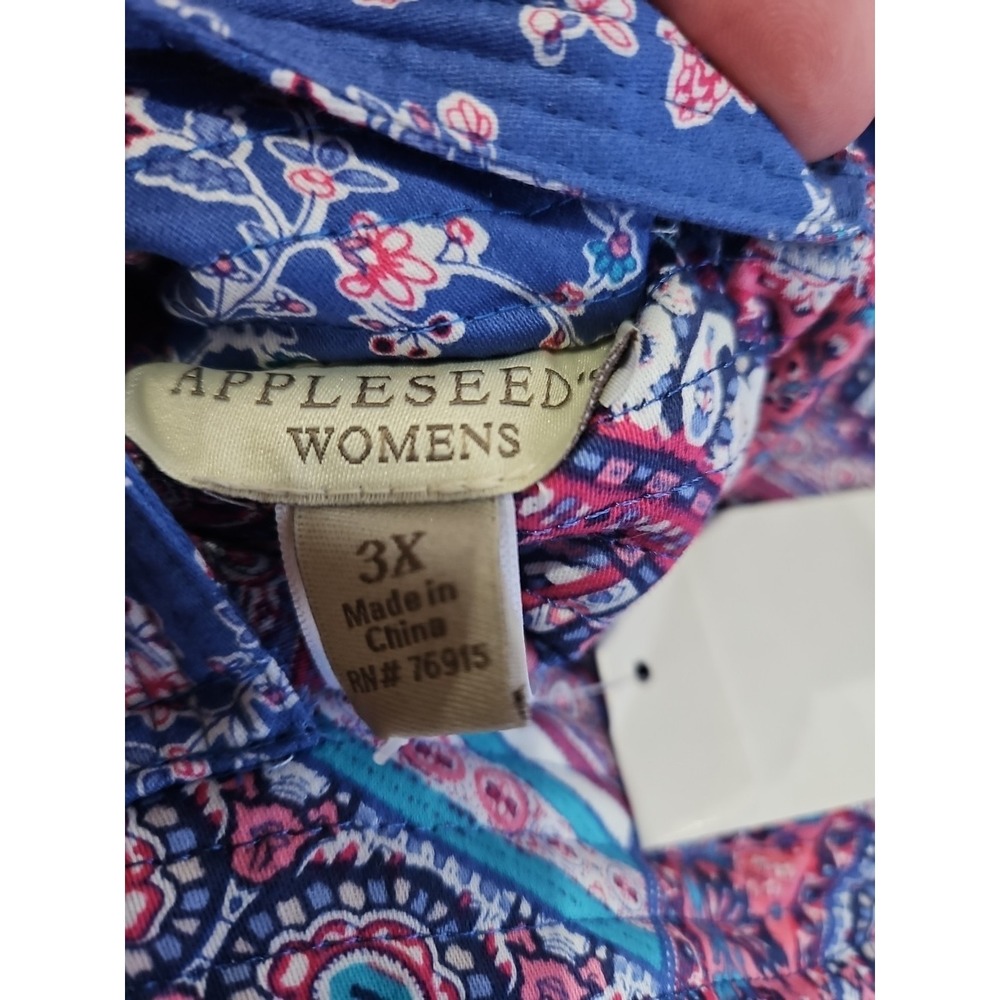 APPLESEED'S
WOMENS
3X
Made in
China
RN# 76915